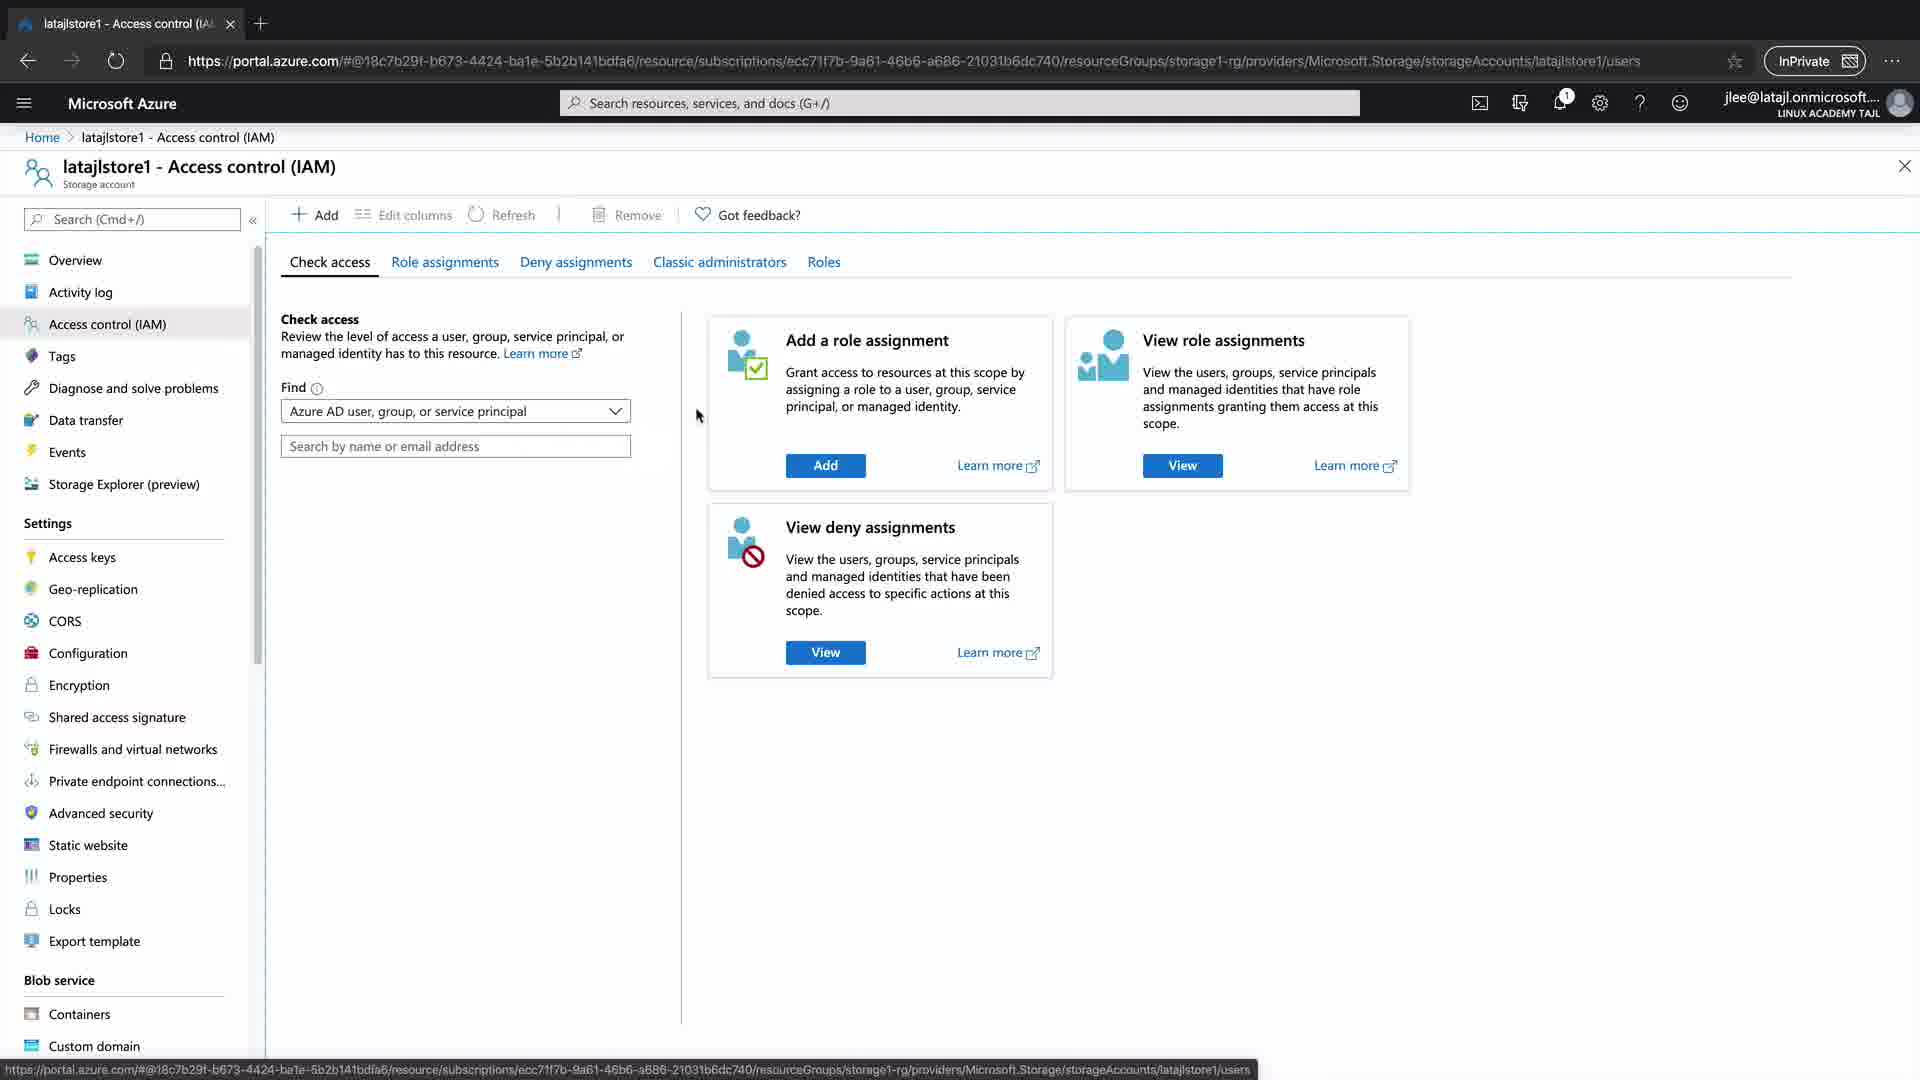 latajlstore1 - Access control (IA
https://portal.azure.com/#@18c7b29f-b673-4424-ba1e-5b2b141bdfa6/resource/subscriptions/ecc71f7b-9a61-46b6-a686-21031b6dc740/resourceGroups/storage1-rg/providers/Microsoft.Storage/storageAccounts/latajlstore1/users
InPrivate
Microsoft Azure
Search resources, services, and docs (G+/)
1
jlee@latajl.onmicrosoft....
LINUX ACADEMY TAJL
Home > latajlstore1 - Access control (IAM)
latajlstore1 - Access control (IAM)
Storage account
Search (Cmd+/)
«
Overview
Activity log
Access control (IAM)
Tags
Diagnose and solve problems
Data transfer
Events
Storage Explorer (preview)
Settings
Access keys
Geo-replication
CORS
Configuration
Encryption
Shared access signature
Firewalls and virtual networks
Private endpoint connections...
Advanced security
Static website
Properties
Locks
Export template
Blob service
Containers
Custom domain
Add
Edit columns
Refresh
Remove
Got feedback?
Check access
Role assignments
Deny assignments
Classic administrators
Roles
Check access
Review the level of access a user, group, service principal, or
managed identity has to this resource. Learn more
Find
Azure AD user, group, or service principal
Search by name or email address
Add a role assignment
Grant access to resources at this scope by
assigning a role to a user, group, service
principal, or managed identity.
Add
Learn more
View role assignments
View the users, groups, service principals
and managed identities that have role
assignments granting them access at this
scope.
View
Learn more
View deny assignments
View the users, groups, service principals
and managed identities that have been
denied access to specific actions at this
scope.
View
Learn more
https://portal.azure.com/#@18c7b29f-b673-4424-ba1e-5b2b141bdfa6/resource/subscriptions/ecc71f7b-9a61-46b6-a686-21031b6dc740/resourceGroups/storage1-rg/providers/Microsoft.Storage/storageAccounts/latajlstore1/users